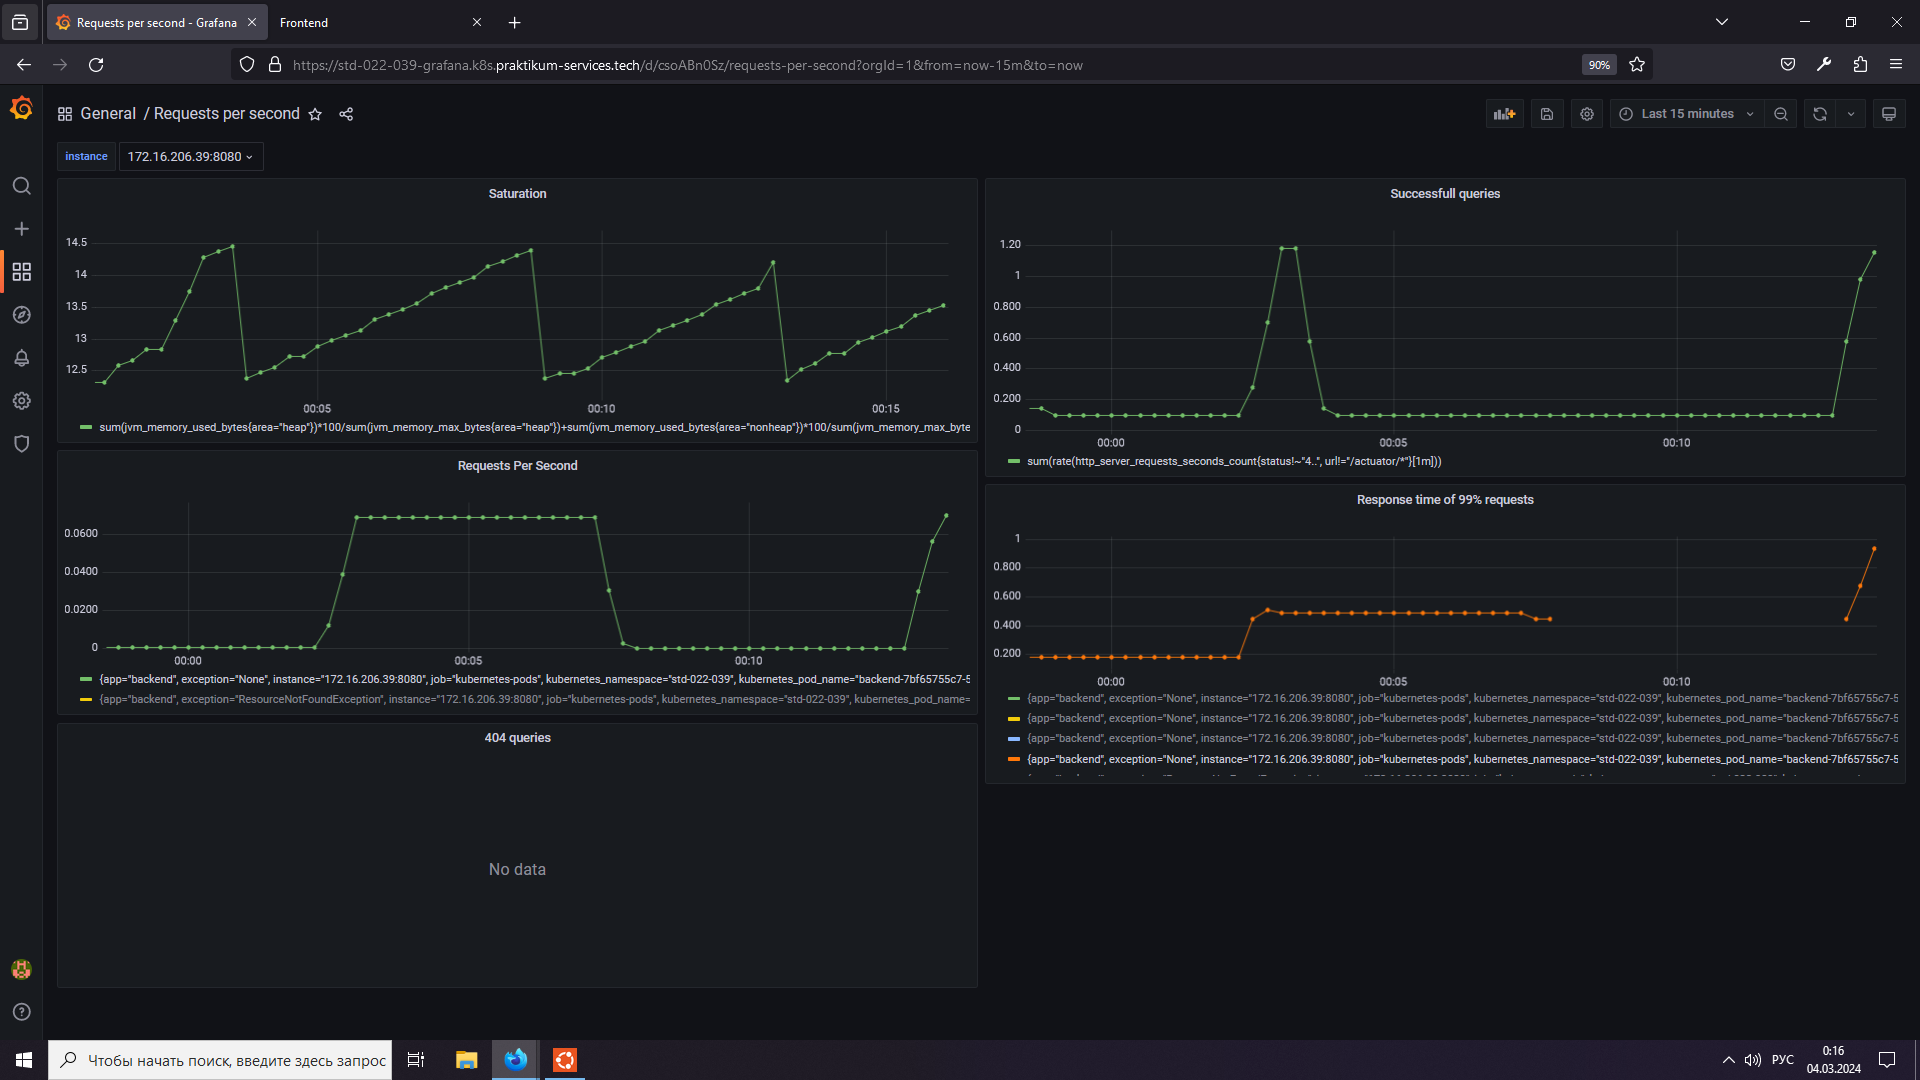 Requests per second - Grafana
Frontend
https://std-022-039-grafana.k8s.praktikum-services.tech/d/csoABn0Sz/requests-per-second?orgId=1&from=now-15m&to=now
90%
General / Requests per second
Last 15 minutes
instance
172.16.206.39:8080
Saturation
14.5
14
13.5
13
12.5
00:05
00:10
00:15
sum(jvm_memory_used_bytes{area="heap"})*100/sum(jvm_memory_max_bytes{area="heap"})+sum(jvm_memory_used_bytes{area="nonheap"})*100/sum(jvm_memory_max_byte
Successfull queries
1.20
1
0.800
0.600
0.400
0.200
0
00:00
00:05
00:10
sum(rate(http_server_requests_seconds_count{status!~"4..", url!="/actuator/*"}[1m]))
Requests Per Second
0.0600
0.0400
0.0200
0
00:00
00:05
00:10
{app="backend", exception="None", instance="172.16.206.39:8080", job="kubernetes-pods", kubernetes_namespace="std-022-039", kubernetes_pod_name="backend-7bf65755c7-5
{app="backend", exception="ResourceNotFoundException", instance="172.16.206.39:8080", job="kubernetes-pods", kubernetes_namespace="std-022-039", kubernetes_pod_name=
Response time of 99% requests
1
0.800
0.600
0.400
0.200
00:00
00:05
00:10
{app="backend", exception="None", instance="172.16.206.39:8080", job="kubernetes-pods", kubernetes_namespace="std-022-039", kubernetes_pod_name="backend-7bf65755c7-5
{app="backend", exception="None", instance="172.16.206.39:8080", job="kubernetes-pods", kubernetes_namespace="std-022-039", kubernetes_pod_name="backend-7bf65755c7-5
{app="backend", exception="None", instance="172.16.206.39:8080", job="kubernetes-pods", kubernetes_namespace="std-022-039", kubernetes_pod_name="backend-7bf65755c7-5
{app="backend", exception="None", instance="172.16.206.39:8080", job="kubernetes-pods", kubernetes_namespace="std-022-039", kubernetes_pod_name="backend-7bf65755c7-5
404 queries
No data
Чтобы начать поиск, введите здесь запрос
РУС
0:16
04.03.2024